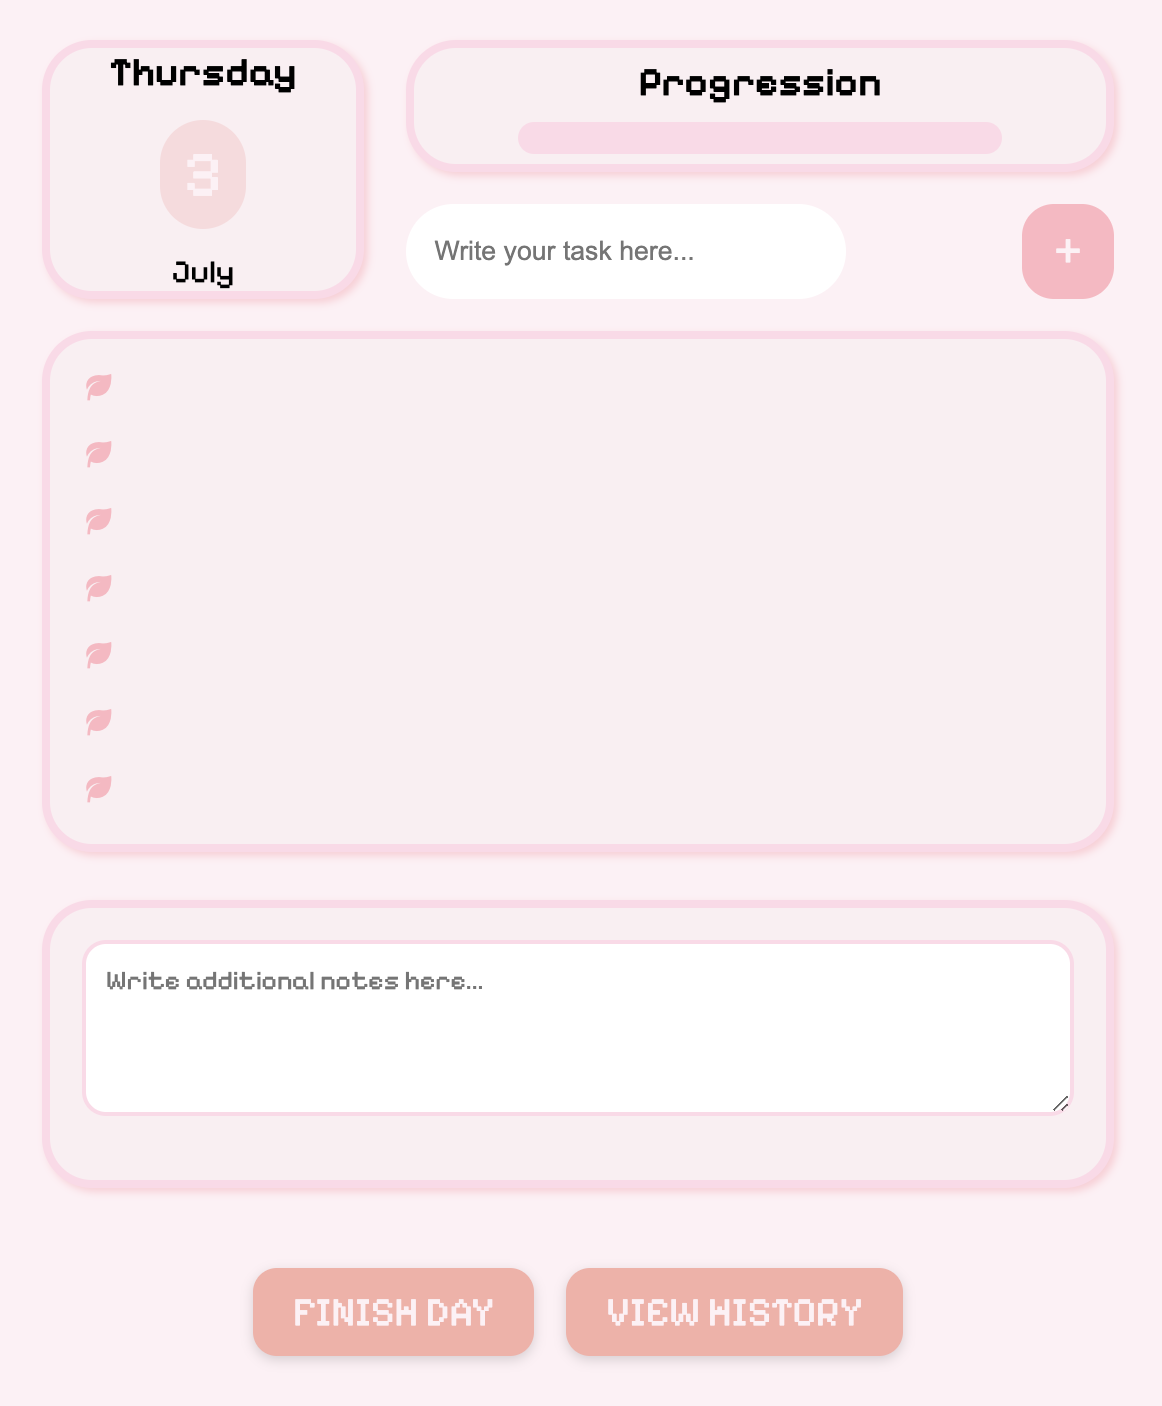 Thursday
3
July
Progression
Write your task here...
+
Write additional notes here...
FINISH DAY
VIEW HISTORY